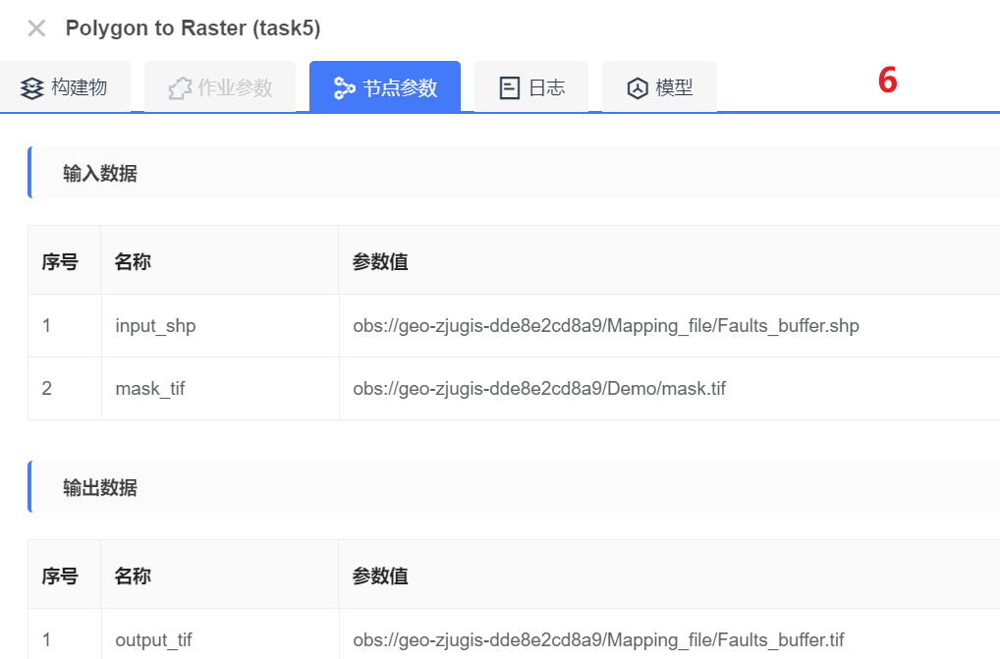 Polygon to Raster (task5)
构建物 作业参数 节点参数 日志 模型 6
输入数据
序号 名称 参数值
1 input_shp obs://geo-zjugis-dde8e2cd8a9/Mapping_file/Faults_buffer.shp
2 mask_tif obs://geo-zjugis-dde8e2cd8a9/Demo/mask.tif
输出数据
序号 名称 参数值
1 output_tif obs://geo-zjugis-dde8e2cd8a9/Mapping_file/Faults_buffer.tif